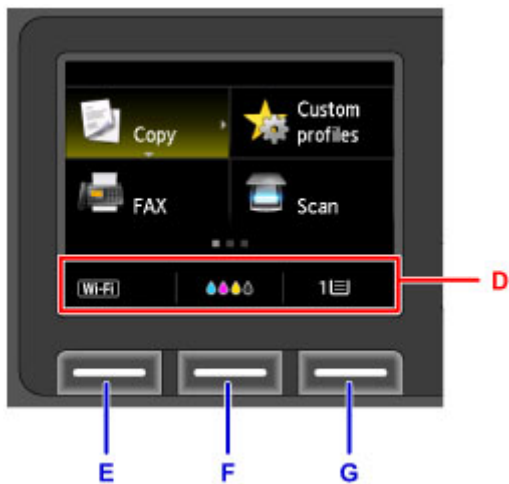 Copy
Custom
profiles
FAX
Scan
Wi-Fi
1
D
E F G